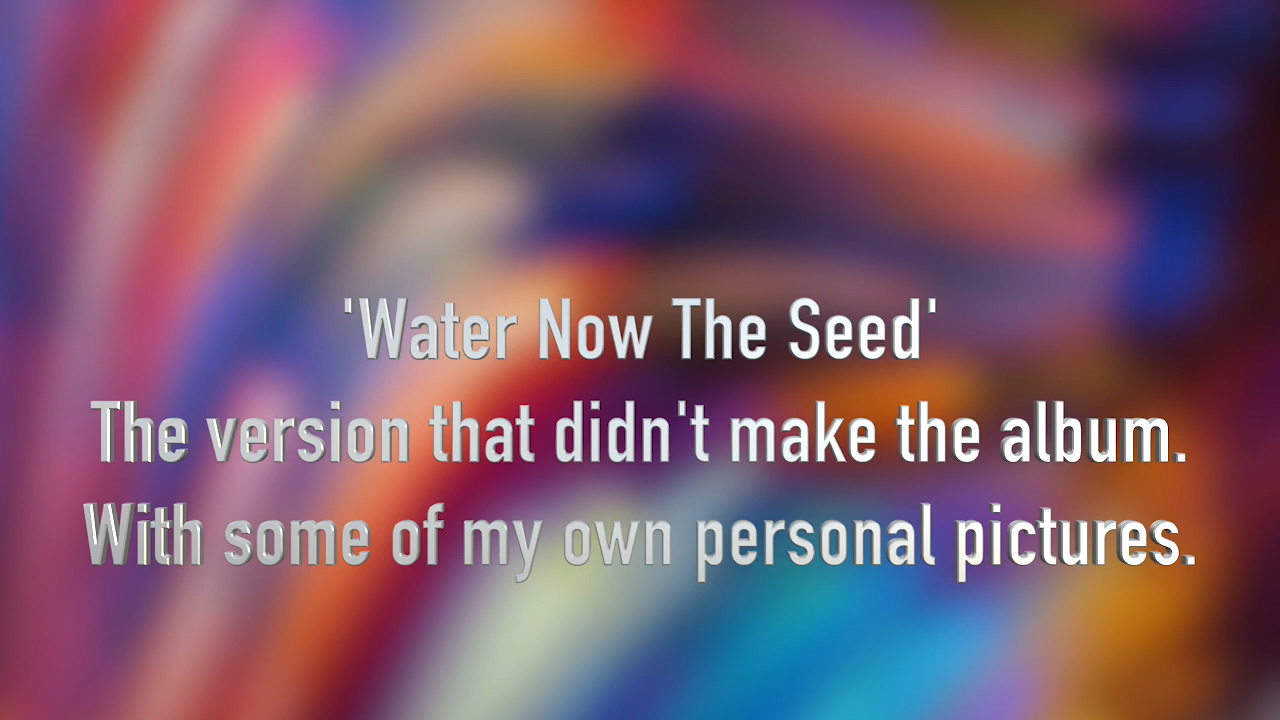 'Water Now The Seed'
The version that didn't make the album.
With some of my own personal pictures.